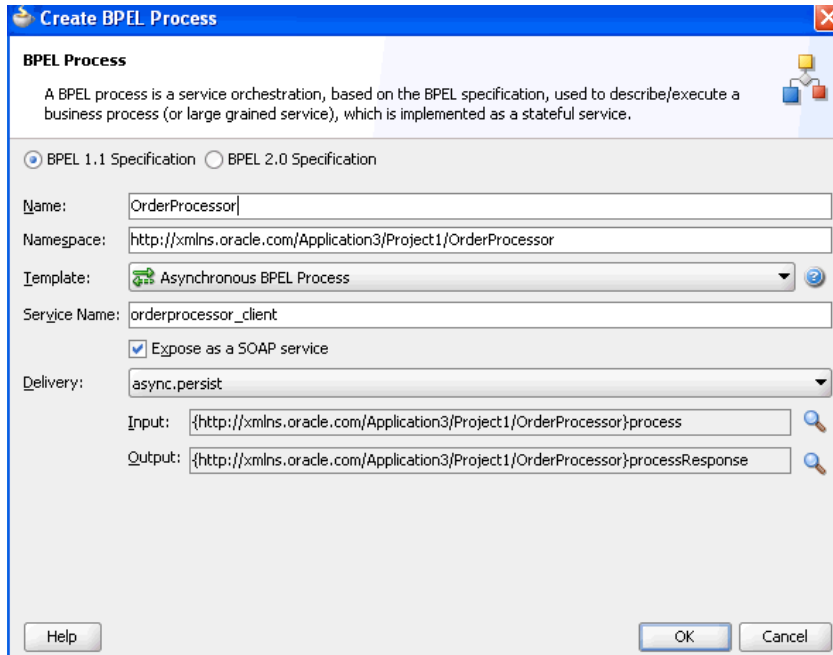 Create BPEL Process
BPEL Process
A BPEL process is a service orchestration, based on the BPEL specification, used to describe/execute a
business process (or large grained service), which is implemented as a stateful service.
BPEL 1.1 Specification BPEL 2.0 Specification
Name: OrderProcessor
Namespace: http://xmlns.oracle.com/Application3/Project1/OrderProcessor
Template: Asynchronous BPEL Process
Service Name: orderprocessor_client
Expose as a SOAP service
Delivery: async.persist
Input: {http://xmlns.oracle.com/Application3/Project1/OrderProcessor}process
Output: {http://xmlns.oracle.com/Application3/Project1/OrderProcessor}processResponse
Help OK Cancel